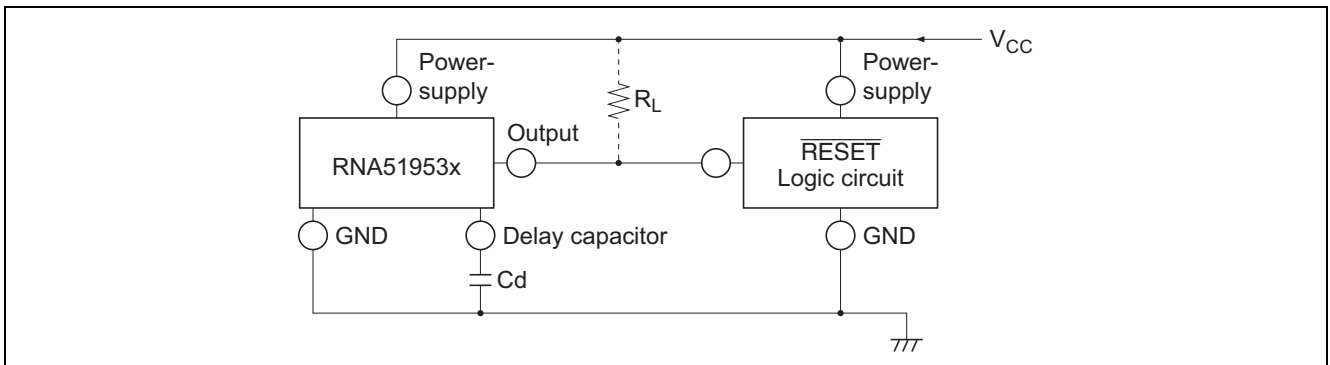 V_CC
Power-
supply
Power-
supply
R_L
Output
RNA51953x
RESET
Logic circuit
GND
Delay capacitor
GND
Cd